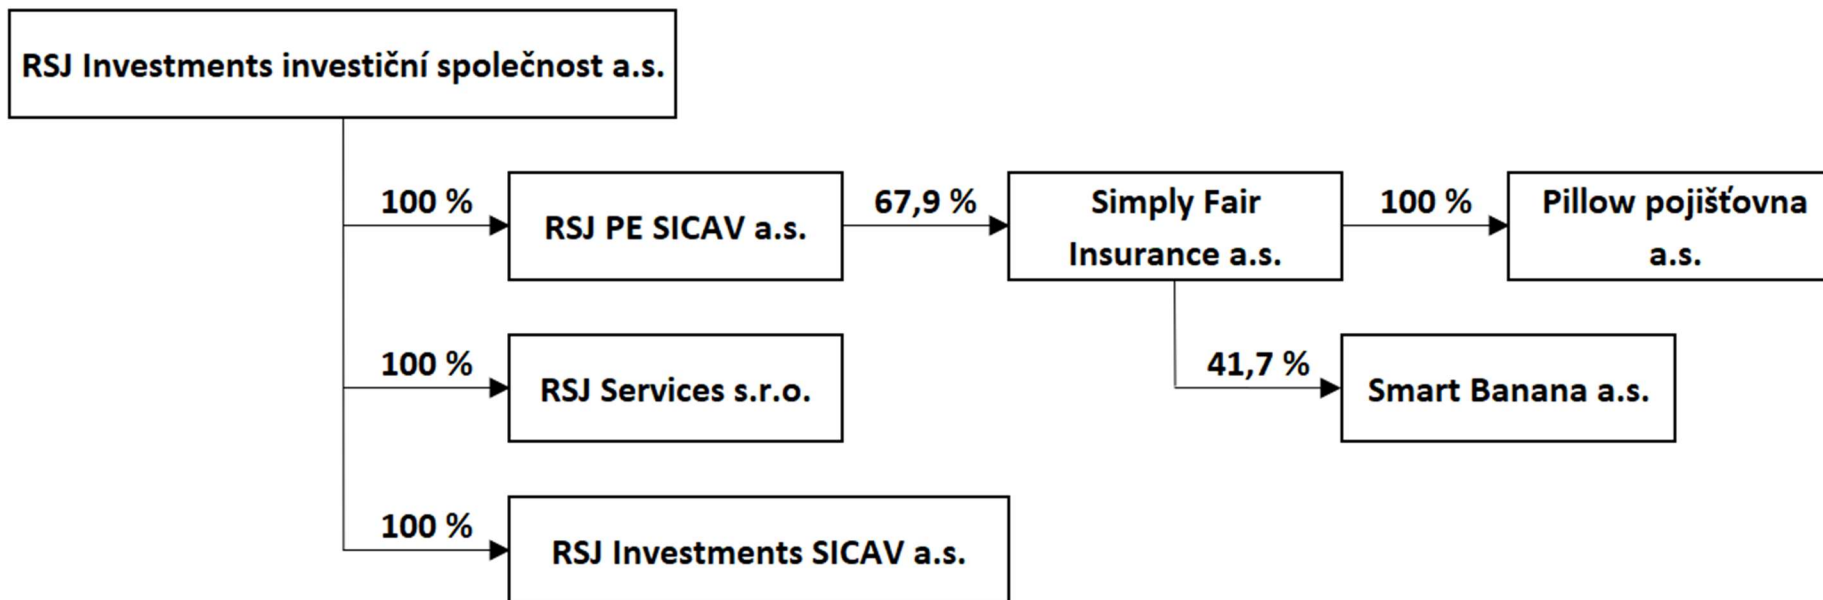 RSJ Investments investiční společnost a.s.
100 %
RSJ PE SICAV a.s.
67,9 %
Simply Fair
Insurance a.s.
100 %
Pillow pojišťovna
a.s.
100 %
RSJ Services s.r.o.
41,7 %
Smart Banana a.s.
100 %
RSJ Investments SICAV a.s.